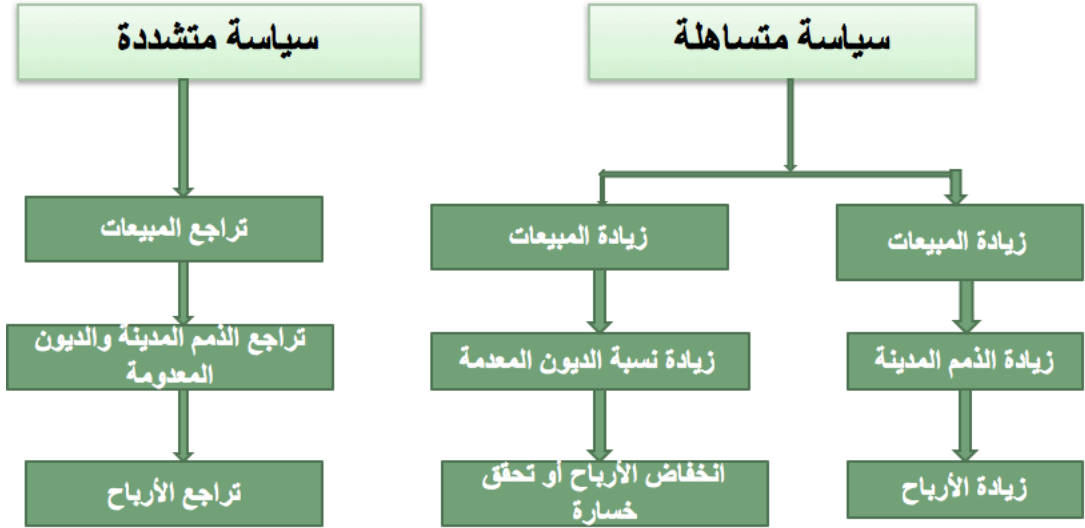 سياسة متساهلة
سياسة متشددة
زيادة المبيعات
زيادة المبيعات
تراجع المبيعات
زيادة الذمم المدينة
زيادة نسبة الديون المعدمة
تراجع الذمم المدينة والديون
المعدومة
زيادة الأرباح
انخفاض الأرباح أو تحقق
خسارة
تراجع الأرباح